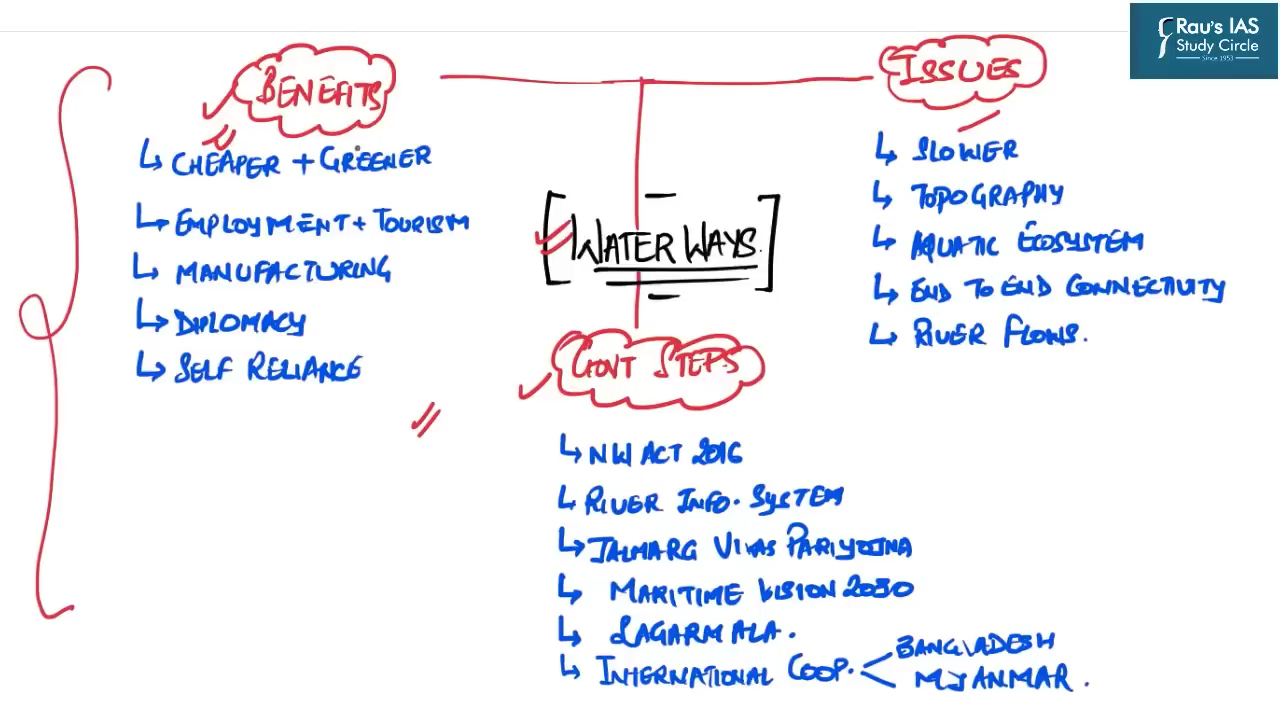 Rau's IAS
Study Circle
Since 1953
BENEFITS
CHEAPER + GREENER
EMPLOYMENT + TOURISM
MANUFACTURING
DIPLOMACY
SELF RELIANCE
WATER WAYS
ISSUES
SLOWER
TOPOGRAPHY
AQUATIC ECOSYSTEM
END TO END CONNECTIVITY
RIVER FLOWS.
GOVT STEPS
NW ACT 2016
RIVER INFO. SYSTEM
JALMARG VIKAS PARIYOJNA
MARITIME VISION 2030
SAGARMALA.
INTERNATIONAL COOP.
BANGLADESH
MYANMAR.